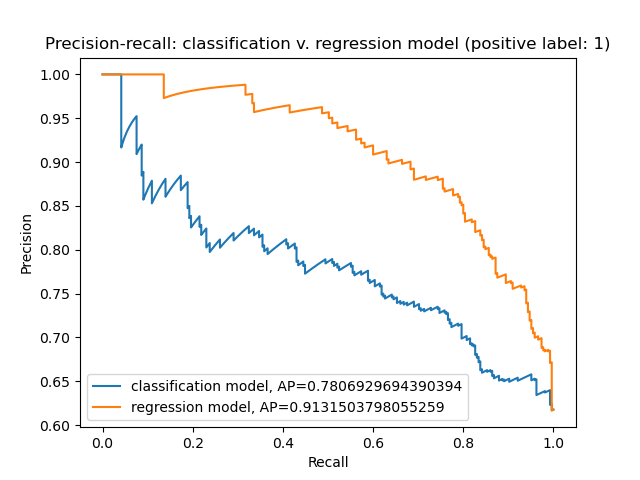 Precision-recall: classification v. regression model (positive label: 1)
1.00
0.95
0.90
0.85
0.80
0.75
0.70
0.65
0.60
Precision
classification model, AP=0.7806929694390394
regression model, AP=0.9131503798055259
0.0 0.2 0.4 0.6 0.8 1.0
Recall